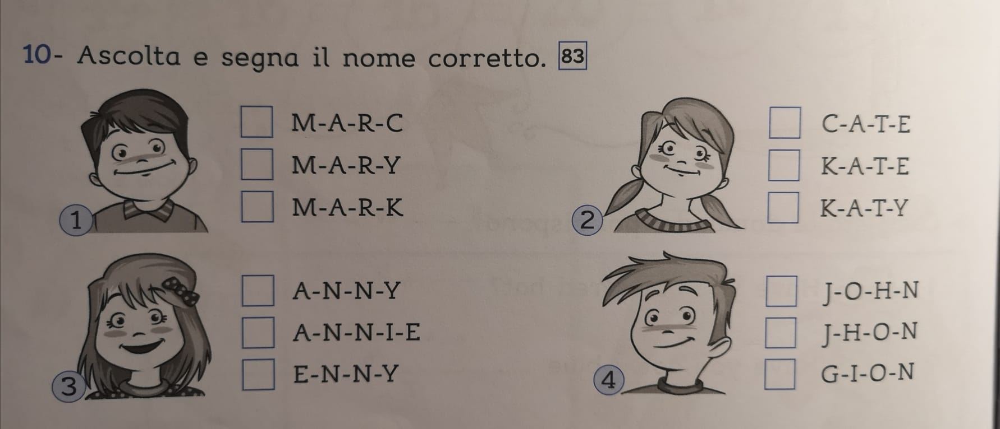 10- Ascolta e segna il nome corretto. 83
M-A-R-C
M-A-R-Y
M-A-R-K
1
C-A-T-E
K-A-T-E
K-A-T-Y
2
A-N-N-Y
A-N-N-I-E
E-N-N-Y
3
J-O-H-N
J-H-O-N
G-I-O-N
4